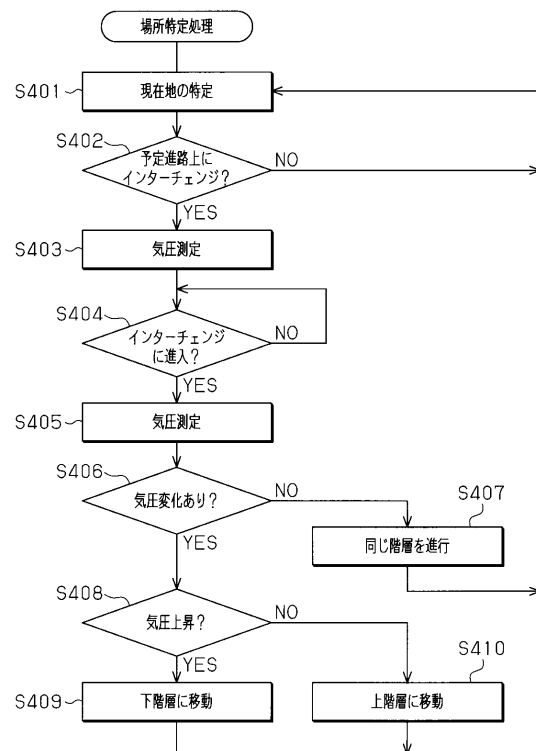 場所特定処理
S401
現在地の特定
S402
予定進路上に
インターチェンジ?
NO
YES
S403
気圧測定
S404
インターチェンジ
に進入?
NO
YES
S405
気圧測定
S406
気圧変化あり?
NO
S407
同じ階層を進行
YES
S408
気圧上昇?
NO
YES
S409
下階層に移動
S410
上階層に移動